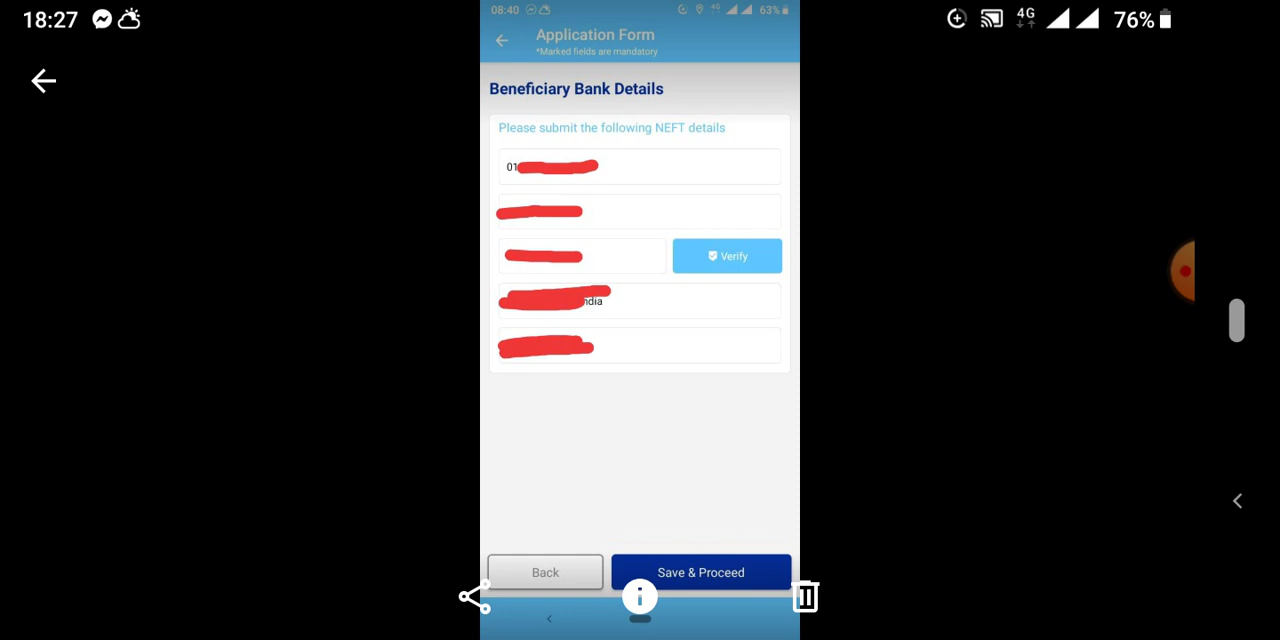 18:27
4G
76%
08:40
4G
63%
Application Form
*Marked fields are mandatory
Beneficiary Bank Details
Please submit the following NEFT details
01
Verify
ndia
Back
Save & Proceed